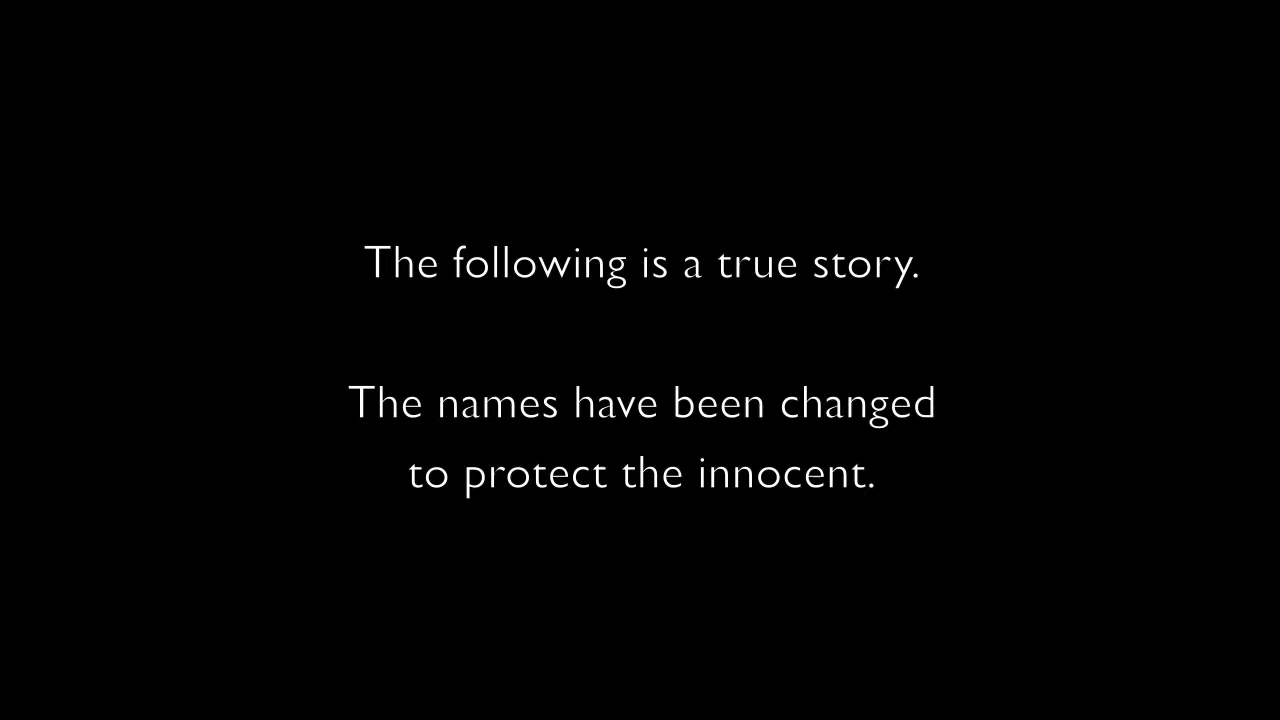 The following is a true story.
The names have been changed
to protect the innocent.